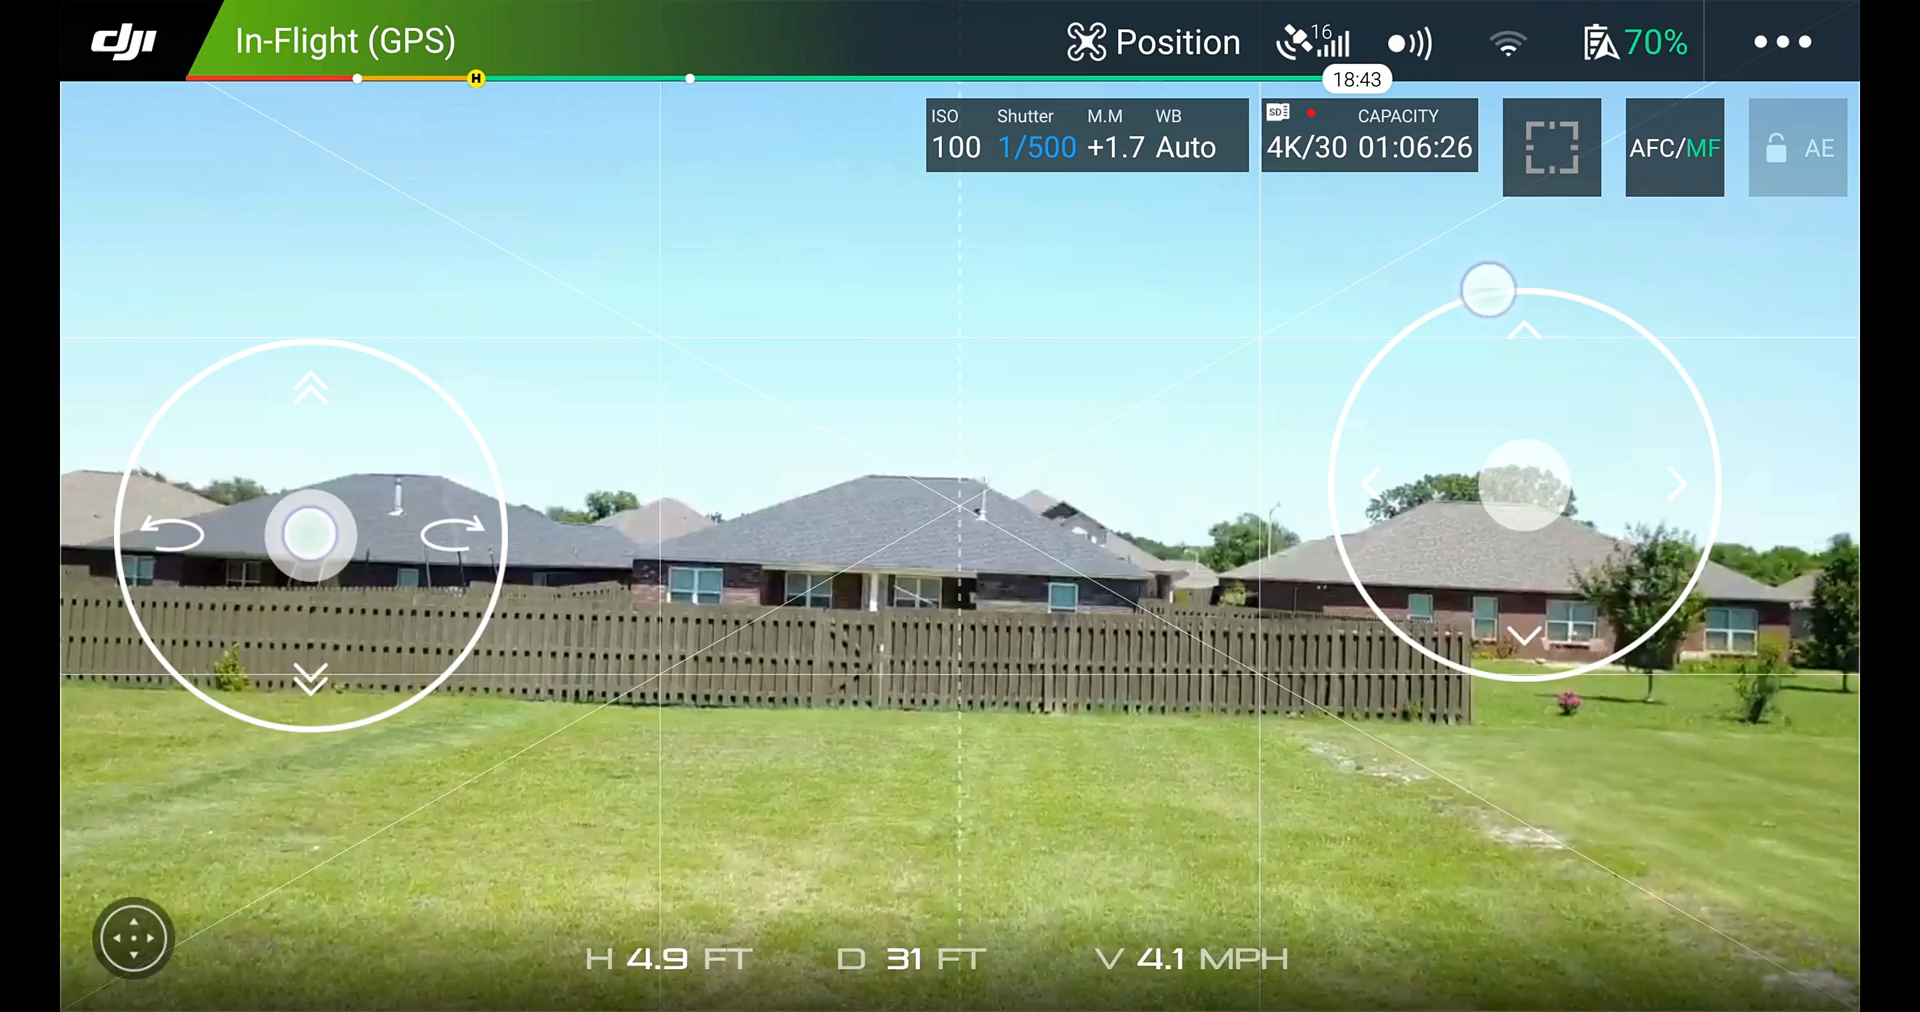 dji In-Flight (GPS) Position 16 70%
H 18:43
ISO Shutter M.M WB
100 1/500 +1.7 Auto
SD CAPACITY
4K/30 01:06:26
AFC/MF
AE
H 4.9 FT D 31 FT V 4.1 MPH